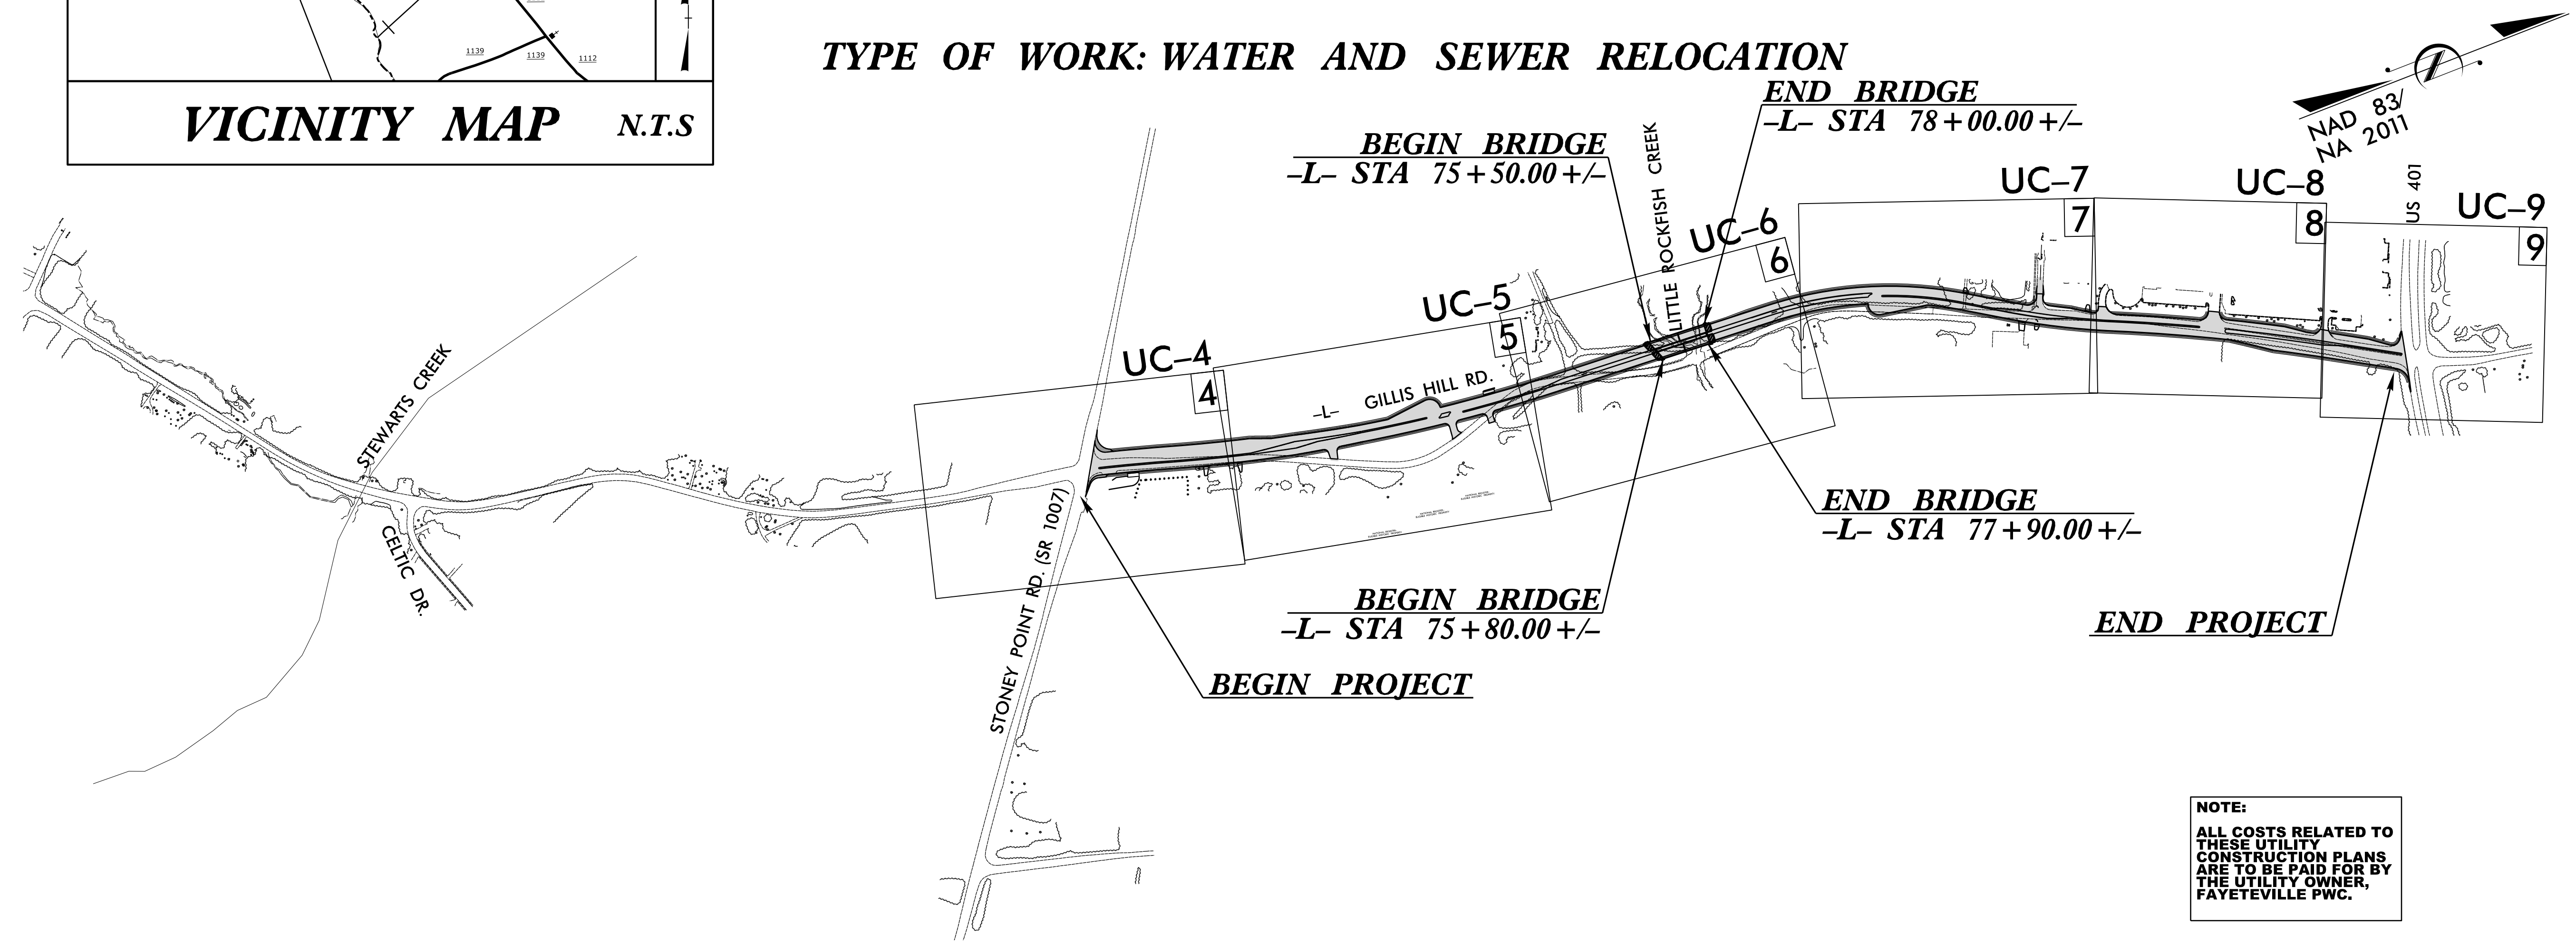 1139
1139
1112
VICINITY MAP N.T.S
TYPE OF WORK: WATER AND SEWER RELOCATION
NAD 83/
NA 2011
BEGIN BRIDGE
–L– STA 75+50.00 +/–
END BRIDGE
–L– STA 78+00.00 +/–
LITTLE ROCKFISH CREEK
UC–4
4
UC–5
5
UC–6
6
UC–7
7
UC–8
8
UC–9
9
US 401
STEWARTS CREEK
CELTIC DR.
–L– GILLIS HILL RD.
STONEY POINT RD. (SR 1007)
END BRIDGE
–L– STA 77+90.00 +/–
BEGIN BRIDGE
–L– STA 75+80.00 +/–
BEGIN PROJECT
END PROJECT
NOTE:
ALL COSTS RELATED TO
THESE UTILITY
CONSTRUCTION PLANS
ARE TO BE PAID FOR BY
THE UTILITY OWNER,
FAYETEVILLE PWC.